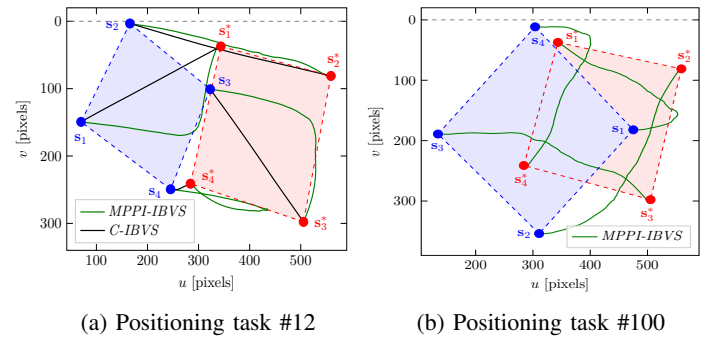 (a)
0
100
200
300
v [pixels]
s₂
s₁*
s₂*
s₃
s₁
s₄
s₄*
s₃*
MPPI-IBVS
C-IBVS
100 200 300 400 500
u [pixels]
(a) Positioning task #12
(b)
0
100
200
300
v [pixels]
s₄
s₁*
s₂*
s₃
s₁
s₄*
s₃*
s₂
MPPI-IBVS
200 300 400 500
u [pixels]
(b) Positioning task #100